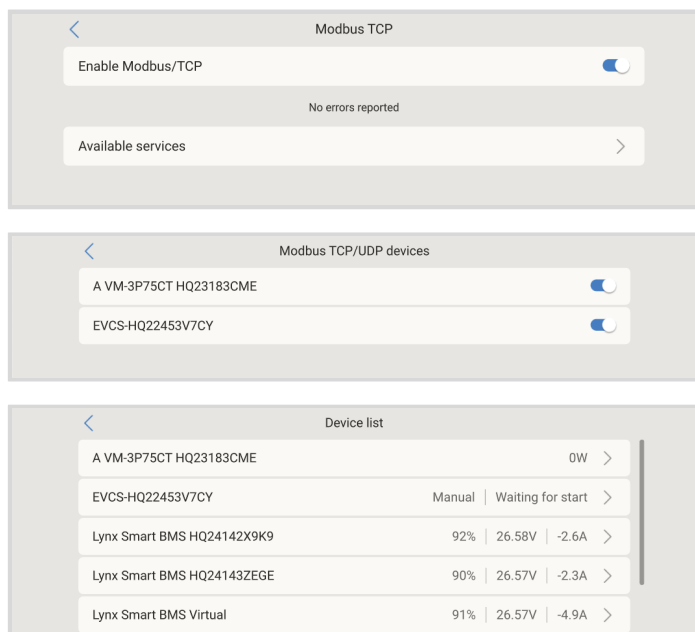 Modbus TCP
Enable Modbus/TCP
No errors reported
Available services
Modbus TCP/UDP devices
A VM-3P75CT HQ23183CME
EVCS-HQ22453V7CY
Device list
A VM-3P75CT HQ23183CME 0W
EVCS-HQ22453V7CY Manual Waiting for start
Lynx Smart BMS HQ24142X9K9 92% 26.58V -2.6A
Lynx Smart BMS HQ24143ZEGE 90% 26.57V -2.3A
Lynx Smart BMS Virtual 91% 26.57V -4.9A